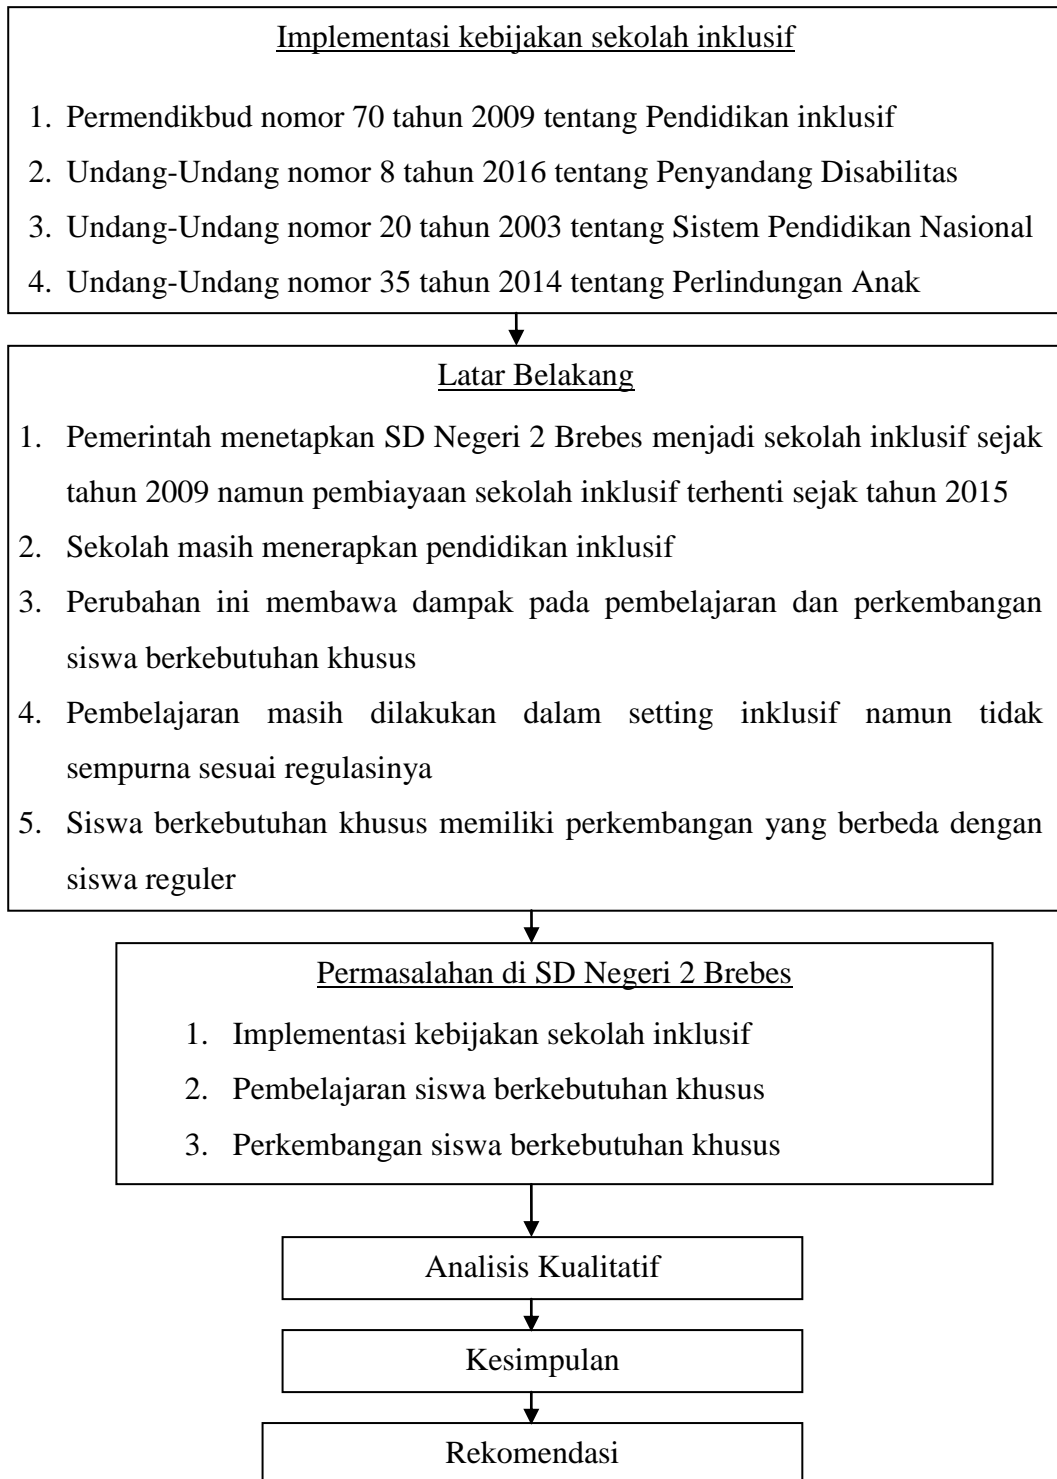 Implementasi kebijakan sekolah inklusif
1. Permendikbud nomor 70 tahun 2009 tentang Pendidikan inklusif
2. Undang-Undang nomor 8 tahun 2016 tentang Penyandang Disabilitas
3. Undang-Undang nomor 20 tahun 2003 tentang Sistem Pendidikan Nasional
4. Undang-Undang nomor 35 tahun 2014 tentang Perlindungan Anak
Latar Belakang
1. Pemerintah menetapkan SD Negeri 2 Brebes menjadi sekolah inklusif sejak
tahun 2009 namun pembiayaan sekolah inklusif terhenti sejak tahun 2015
2. Sekolah masih menerapkan pendidikan inklusif
3. Perubahan ini membawa dampak pada pembelajaran dan perkembangan
siswa berkebutuhan khusus
4. Pembelajaran masih dilakukan dalam setting inklusif namun tidak
sempurna sesuai regulasinya
5. Siswa berkebutuhan khusus memiliki perkembangan yang berbeda dengan
siswa reguler
Permasalahan di SD Negeri 2 Brebes
1. Implementasi kebijakan sekolah inklusif
2. Pembelajaran siswa berkebutuhan khusus
3. Perkembangan siswa berkebutuhan khusus
Analisis Kualitatif
Kesimpulan
Rekomendasi